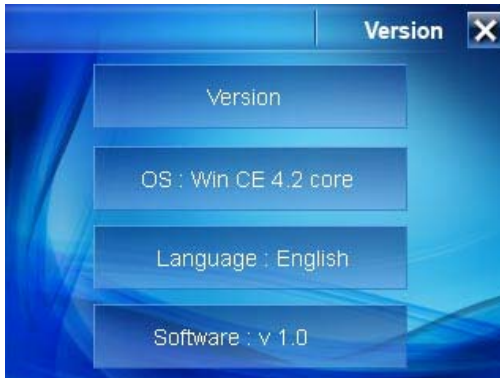 Version
Version
OS : Win CE 4.2 core
Language : English
Software : v 1.0